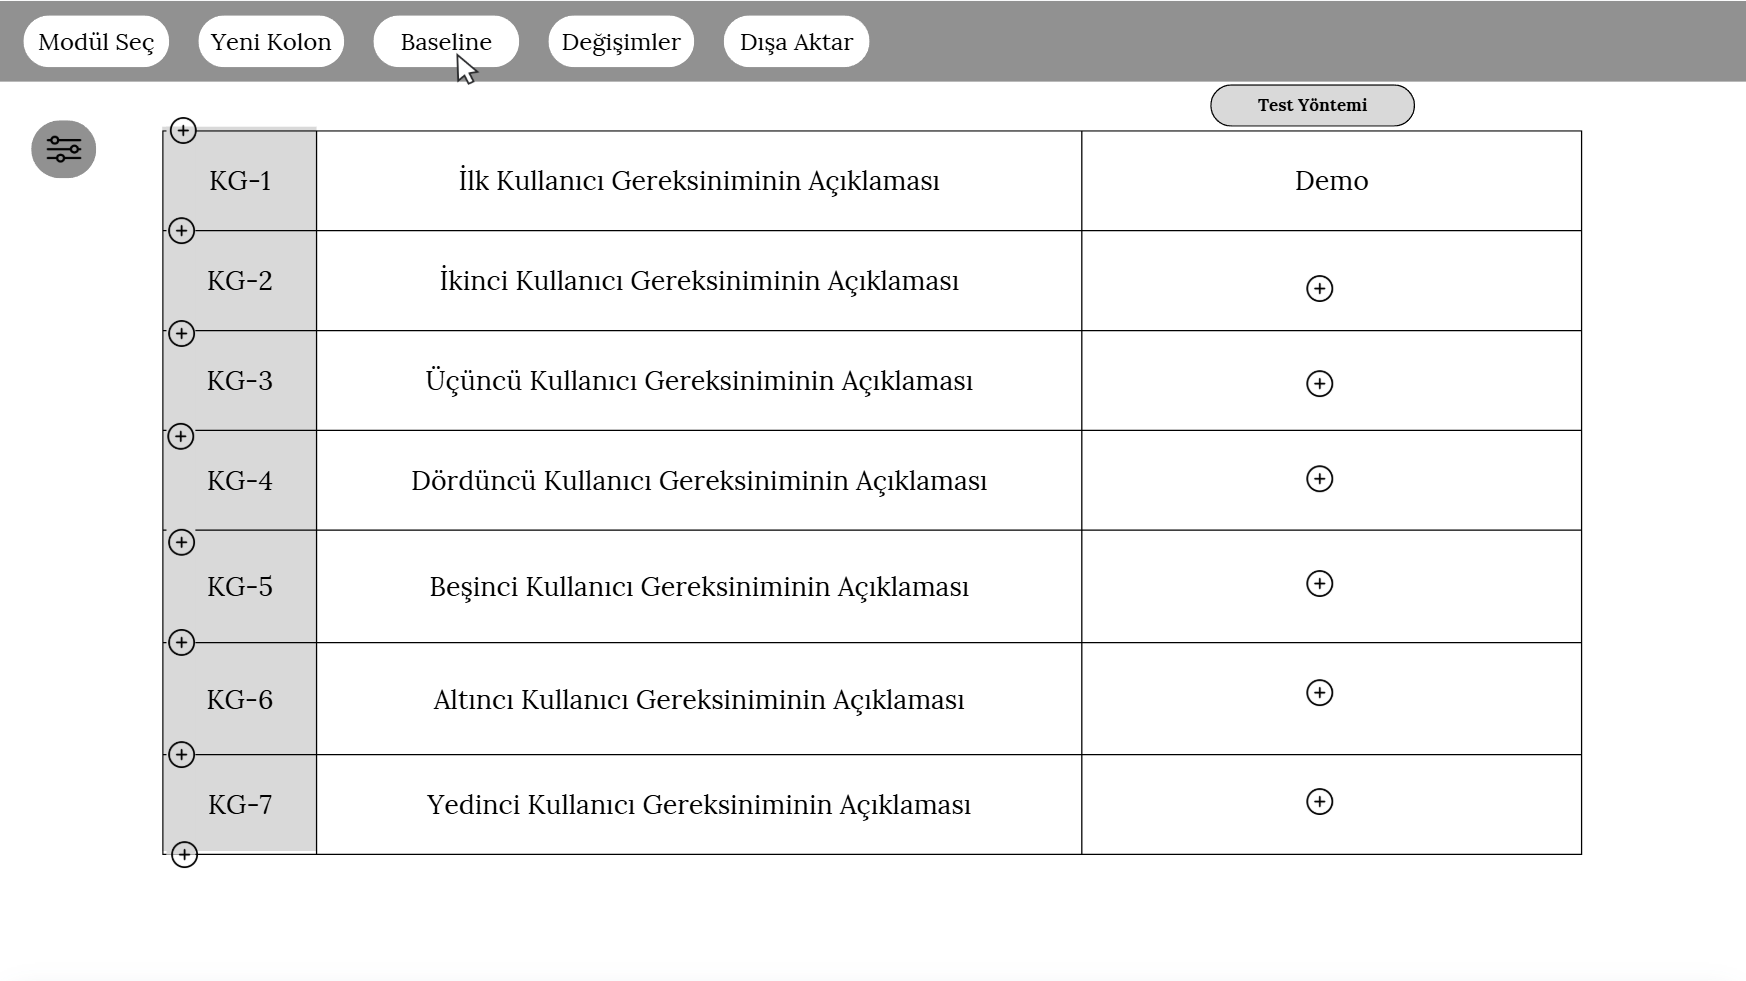 Modül Seç Yeni Kolon Baseline Değişimler Dışa Aktar
Test Yöntemi
KG-1 İlk Kullanıcı Gereksiniminin Açıklaması Demo
KG-2 İkinci Kullanıcı Gereksiniminin Açıklaması
KG-3 Üçüncü Kullanıcı Gereksiniminin Açıklaması
KG-4 Dördüncü Kullanıcı Gereksiniminin Açıklaması
KG-5 Beşinci Kullanıcı Gereksiniminin Açıklaması
KG-6 Altıncı Kullanıcı Gereksiniminin Açıklaması
KG-7 Yedinci Kullanıcı Gereksiniminin Açıklaması